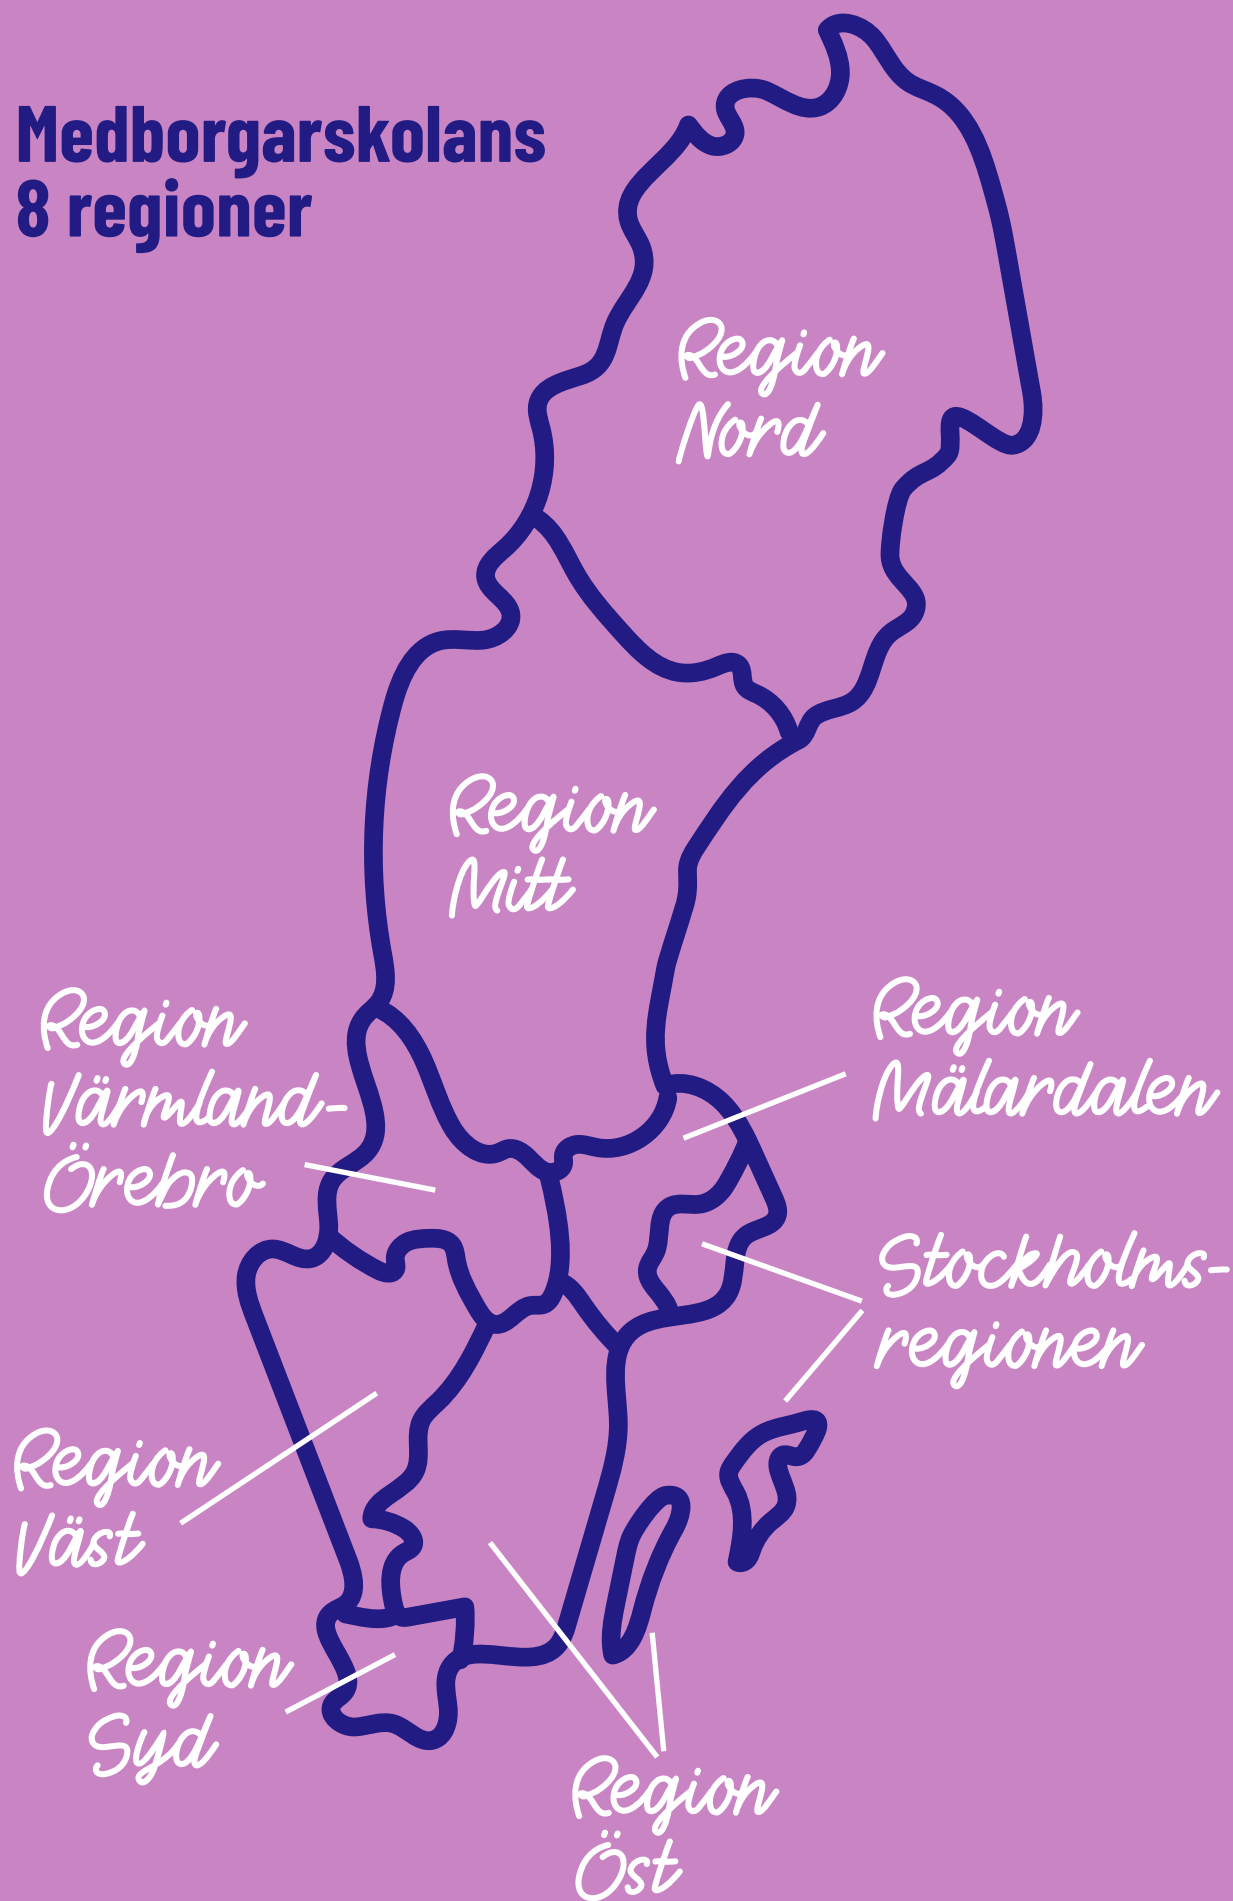 Medborgarskolans
8 regioner
Region
Nord
Region
Mitt
Region
Värmland-
Örebro
Region
Mälardalen
Stockholms-
regionen
Region
Väst
Region
Syd
Region
Öst